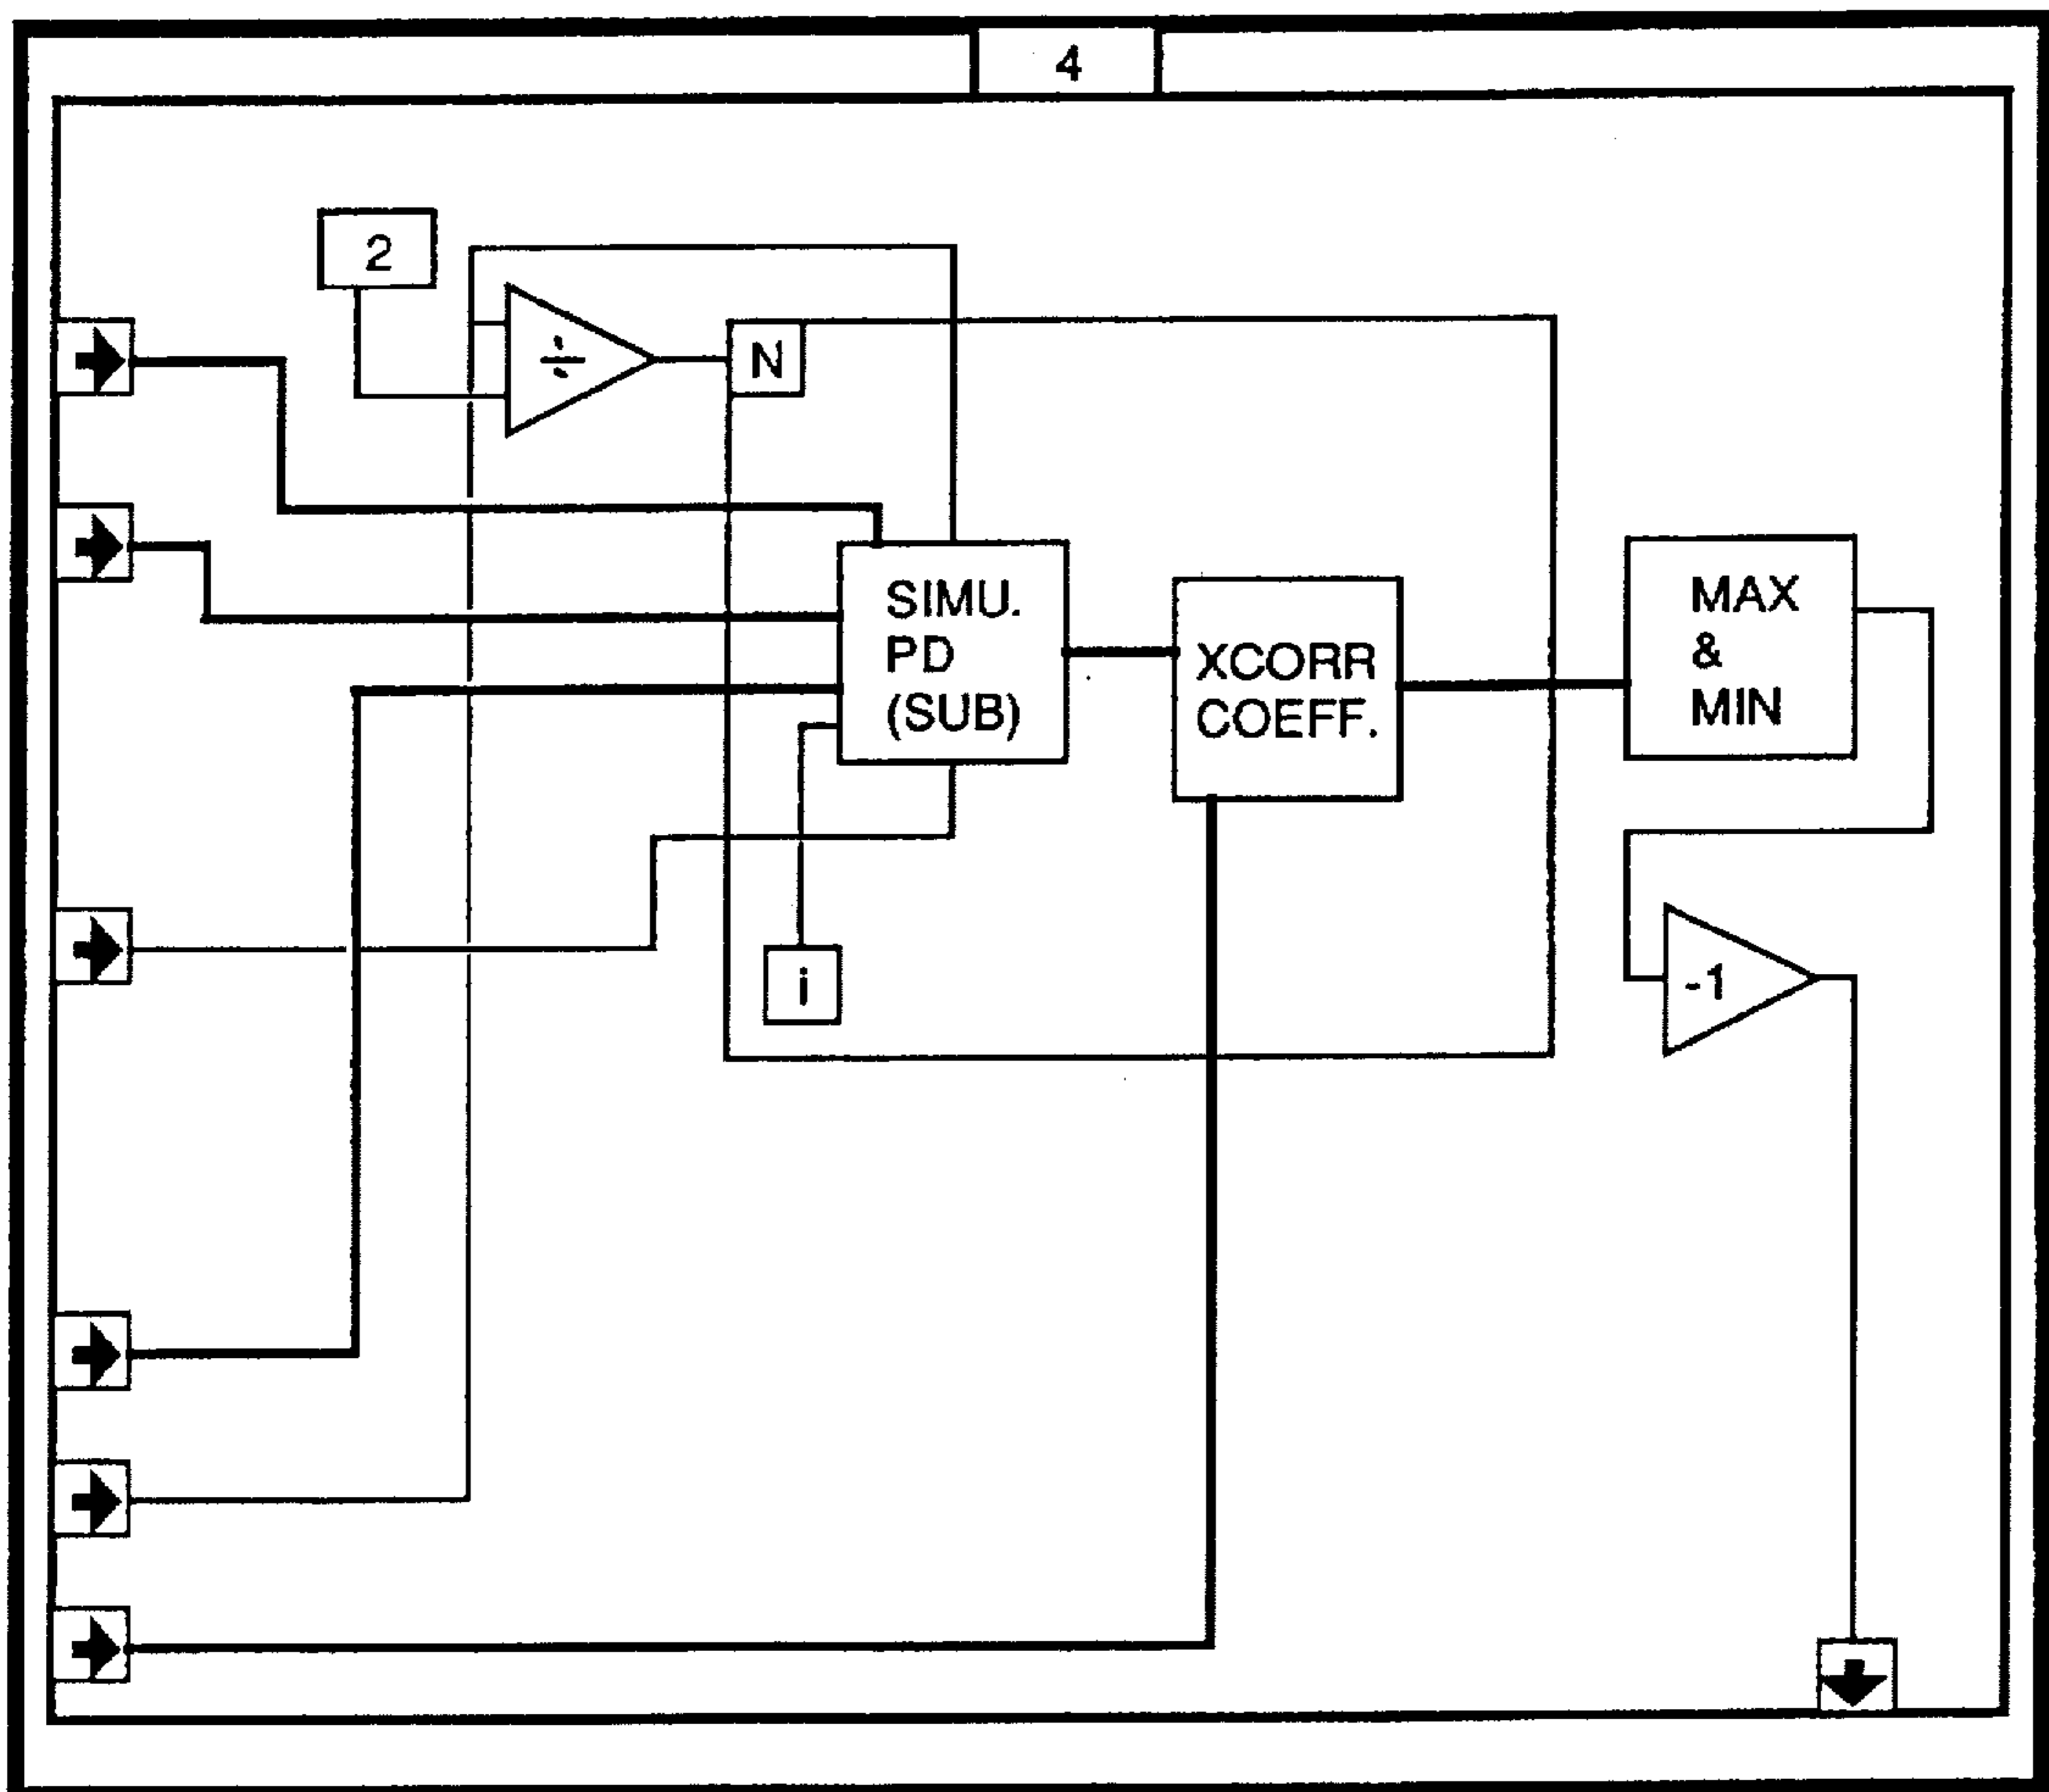 4
2
÷
N
SIMU.
PD
(SUB)
XCORR
COEFF.
MAX
&
MIN
i
-1